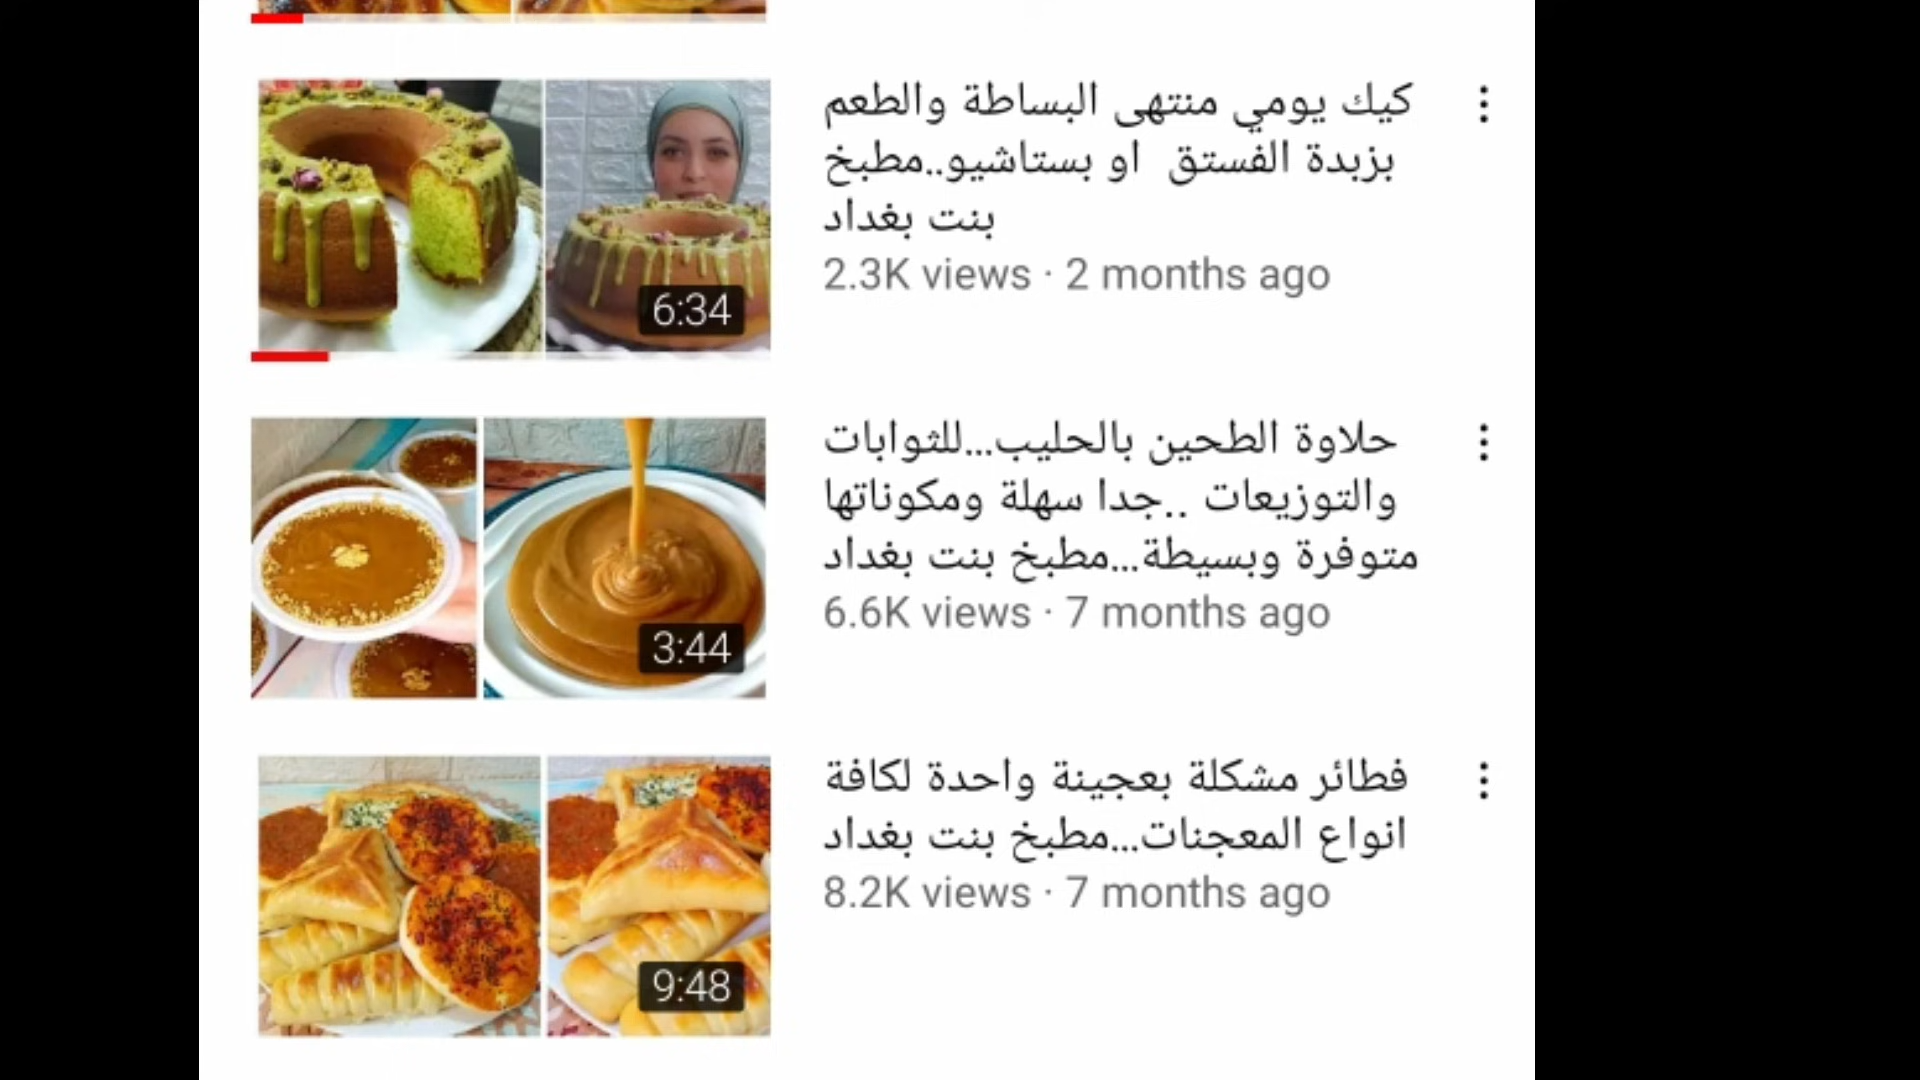 كيك يومي منتهى البساطة والطعم
بزبدة الفستق او بستاشيو..مطبخ
بنت بغداد
2.3K views · 2 months ago
6:34
حلاوة الطحين بالحليب...للثوابات
والتوزيعات ..جدا سهلة ومكوناتها
متوفرة وبسيطة...مطبخ بنت بغداد
6.6K views · 7 months ago
3:44
فطائر مشكلة بعجينة واحدة لكافة
انواع المعجنات...مطبخ بنت بغداد
8.2K views · 7 months ago
9:48